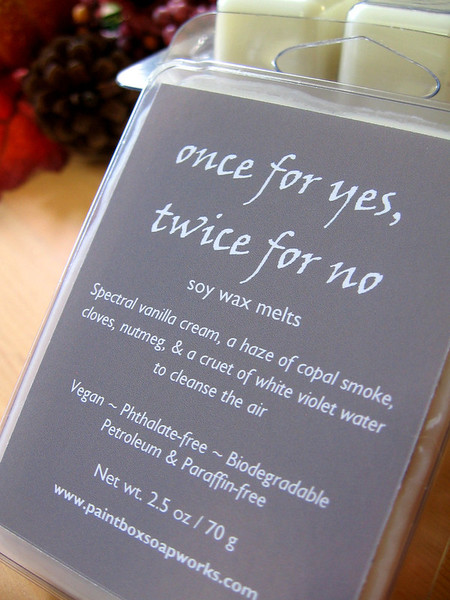 once for yes,
twice for no
soy wax melts
Spectral vanilla cream, a haze of copal smoke,
cloves, nutmeg, & a cruet of white violet water
to cleanse the air
Vegan ~ Phthalate-free ~ Biodegradable
Petroleum & Paraffin-free
Net wt. 2.5 oz / 70 g
www.paintboxsoapworks.com